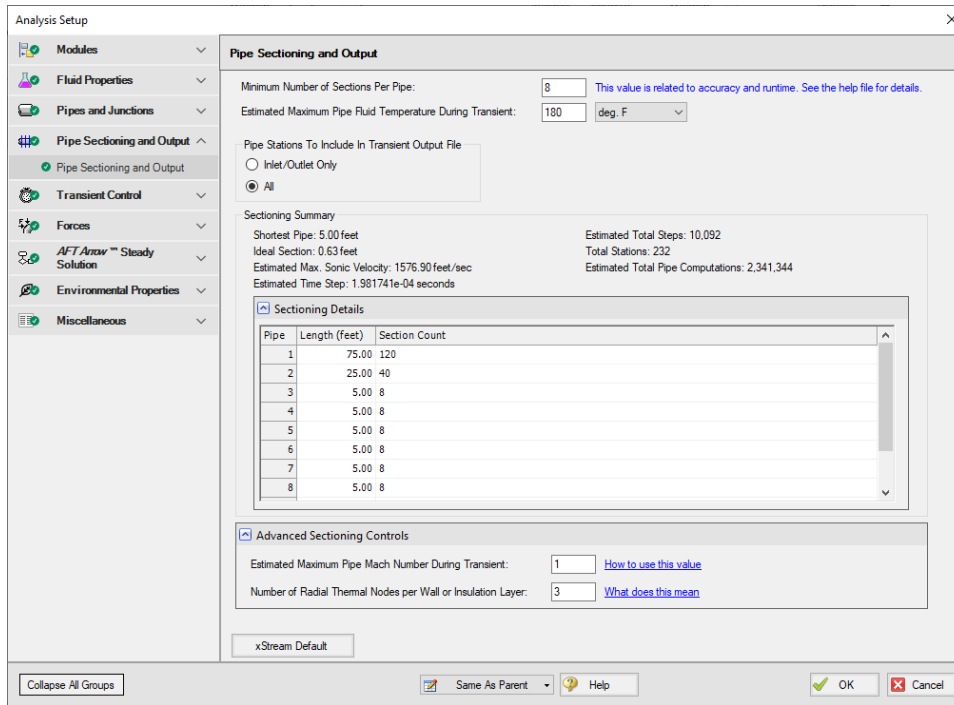 Analysis Setup
Modules
Fluid Properties
Pipes and Junctions
Pipe Sectioning and Output
Pipe Sectioning and Output
Transient Control
Forces
AFT Arrow ™ Steady
Solution
Environmental Properties
Miscellaneous
Collapse All Groups
Pipe Sectioning and Output
Minimum Number of Sections Per Pipe: 8 This value is related to accuracy and runtime. See the help file for details.
Estimated Maximum Pipe Fluid Temperature During Transient: 180 deg. F
Pipe Stations To Include In Transient Output File
Inlet/Outlet Only
All
Sectioning Summary
Shortest Pipe: 5.00 feet
Ideal Section: 0.63 feet
Estimated Max. Sonic Velocity: 1576.90 feet/sec
Estimated Time Step: 1.981741e-04 seconds
Estimated Total Steps: 10,092
Total Stations: 232
Estimated Total Pipe Computations: 2,341,344
Sectioning Details
Pipe Length (feet) Section Count
1 75.00 120
2 25.00 40
3 5.00 8
4 5.00 8
5 5.00 8
6 5.00 8
7 5.00 8
8 5.00 8
Advanced Sectioning Controls
Estimated Maximum Pipe Mach Number During Transient: 1 How to use this value
Number of Radial Thermal Nodes per Wall or Insulation Layer: 3 What does this mean
xStream Default
Same As Parent
Help
OK
Cancel